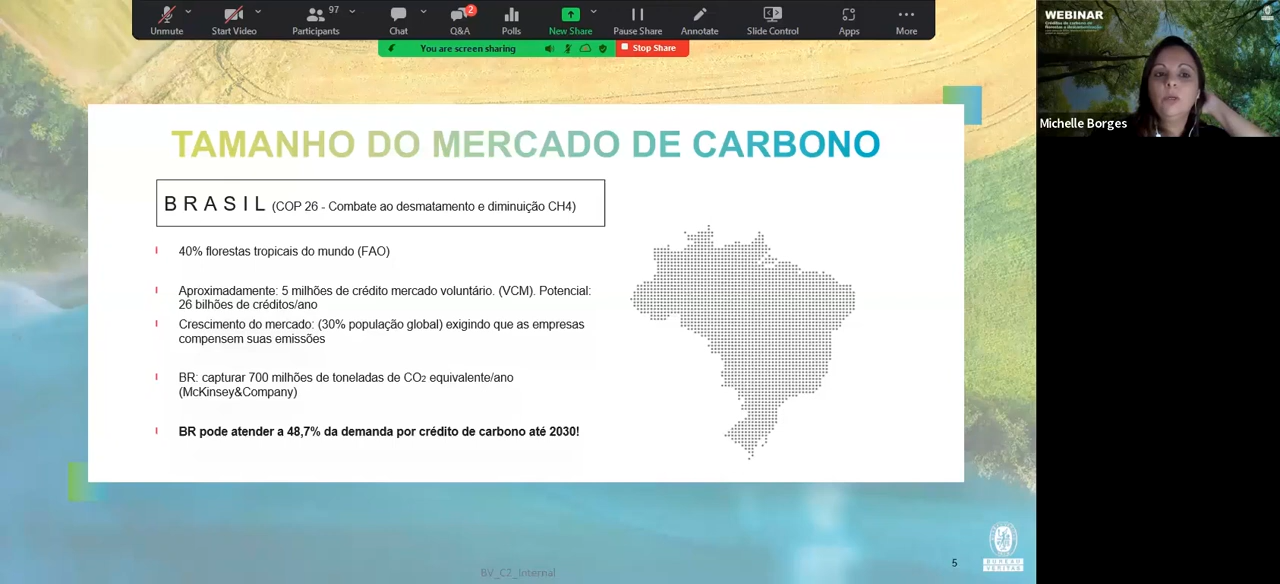 97
2
Unmute
Start Video
Participants
Chat
Q&A
Polls
New Share
Pause Share
Annotate
Slide Control
Apps
More
You are screen sharing
Stop Share
WEBINAR
Michelle Borges
TAMANHO DO MERCADO DE CARBONO
BRASIL (COP 26 - Combate ao desmatamento e diminuição CH4)
40% florestas tropicais do mundo (FAO)
Aproximadamente: 5 milhões de crédito mercado voluntário. (VCM). Potencial:
26 bilhões de créditos/ano
Crescimento do mercado: (30% população global) exigindo que as empresas
compensem suas emissões
BR: capturar 700 milhões de toneladas de CO₂ equivalente/ano
(McKinsey&Company)
BR pode atender a 48,7% da demanda por crédito de carbono até 2030!
5
BUREAU
VERITAS
BV_C2_Internal